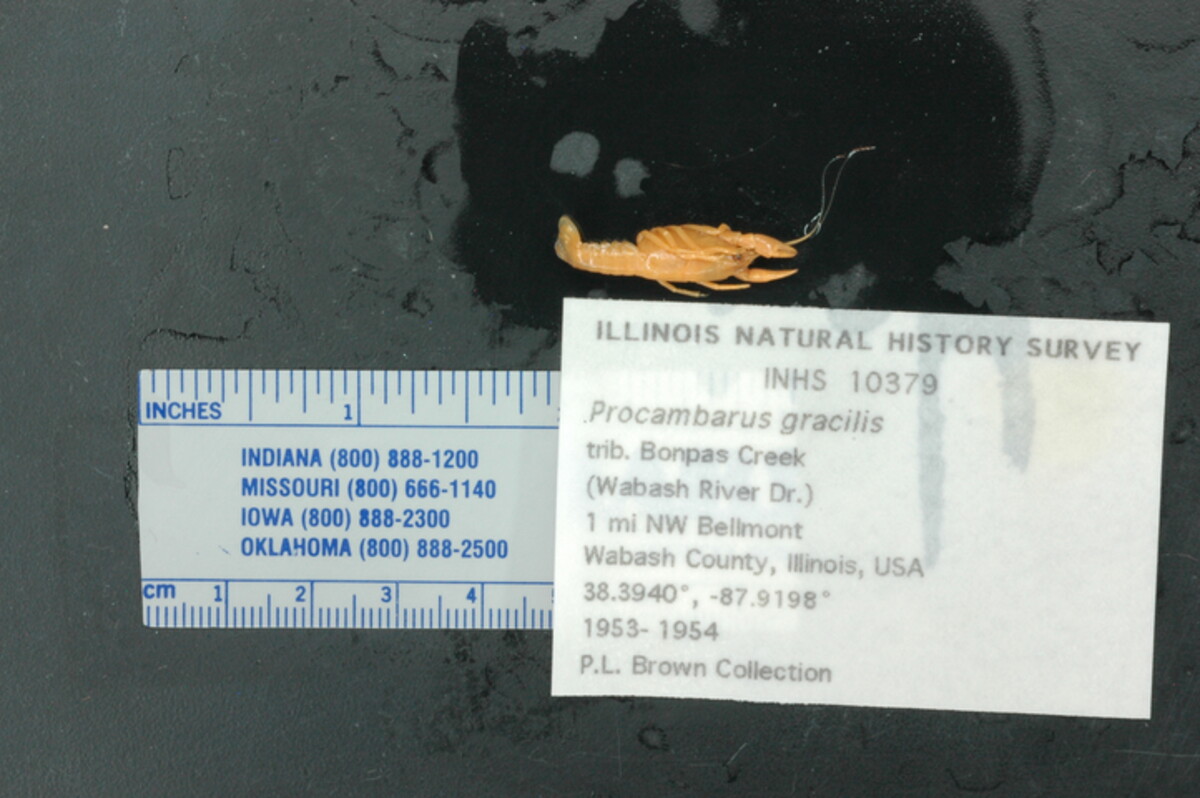 ILLINOIS NATURAL HISTORY SURVEY
INHS 10379
Procambarus gracilis
trib. Bonpas Creek
(Wabash River Dr.)
1 mi NW Bellmont
Wabash County, Illinois, USA
38.3940°, -87.9198°
1953- 1954
P.L. Brown Collection
INCHES 1
INDIANA (800) 888-1200
MISSOURI (800) 666-1140
IOWA (800) 888-2300
OKLAHOMA (800) 888-2500
cm 1 2 3 4